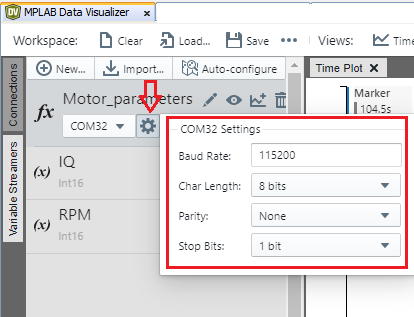 MPLAB Data Visualizer ×
Workspace: Clear Load... Save ••• Views: Time
New... Import... Auto-configure Time Plot ×
Connections
Variable Streamers
fx Motor_parameters
COM32
(x) IQ
Int16
(x) RPM
Int16
COM32 Settings
Baud Rate: 115200
Char Length: 8 bits
Parity: None
Stop Bits: 1 bit
Marker
104.5s